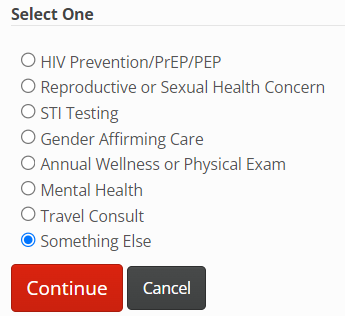 Select One
HIV Prevention/PrEP/PEP
Reproductive or Sexual Health Concern
STI Testing
Gender Affirming Care
Annual Wellness or Physical Exam
Mental Health
Travel Consult
Something Else
Continue Cancel